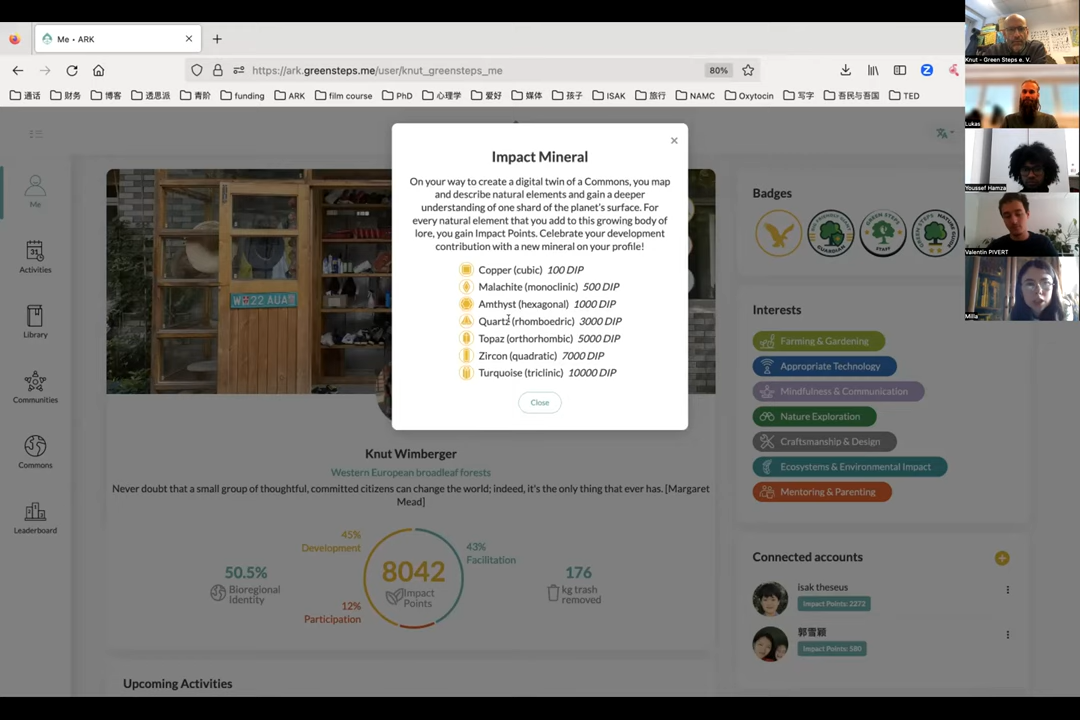 Me • ARK
https://ark.greensteps.me/user/knut_greensteps_me
80%
通话
财务
博客
透思派
青阶
funding
ARK
film course
PhD
心理学
爱好
媒体
孩子
ISAK
旅行
NAMC
Oxytocin
写字
吾民与吾国
TED
Knut - Green Steps e. V.
Lukas
Youssef Hamza
Valentin PIVERT
Milla
Me
Activities
Library
Communities
Commons
Leaderboard
Impact Mineral
On your way to create a digital twin of a Commons, you map
and describe natural elements and gain a deeper
understanding of one shard of the planet's surface. For
every natural element that you add to this growing body of
lore, you gain Impact Points. Celebrate your development
contribution with a new mineral on your profile!
Copper (cubic) 100 DIP
Malachite (monoclinic) 500 DIP
Amthyst (hexagonal) 1000 DIP
Quartz (rhomboedric) 3000 DIP
Topaz (orthorhombic) 5000 DIP
Zircon (quadratic) 7000 DIP
Turquoise (triclinic) 10000 DIP
Close
Knut Wimberger
Western European broadleaf forests
Never doubt that a small group of thoughtful, committed citizens can change the world; indeed, it's the only thing that ever has. [Margaret
Mead]
45%
Development
43%
Facilitation
12%
Participation
8042
Impact
Points
50.5%
Bioregional
Identity
176
kg trash
removed
Upcoming Activities
Badges
GUARDIAN
GREEN STEPS
STAFF
Interests
Farming & Gardening
Appropriate Technology
Mindfulness & Communication
Nature Exploration
Craftsmanship & Design
Ecosystems & Environmental Impact
Mentoring & Parenting
Connected accounts
isak theseus
Impact Points: 2272
郭雪颖
Impact Points: 580